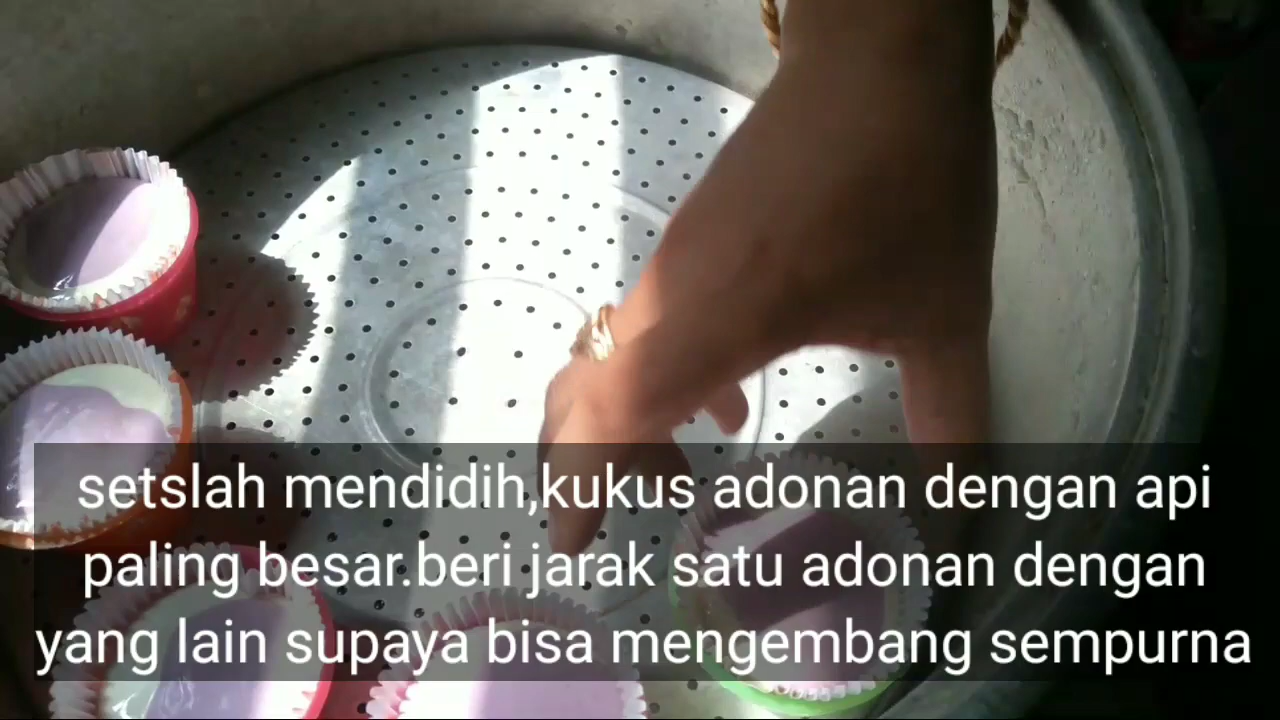 setslah mendidih,kukus adonan dengan api
paling besar.beri jarak satu adonan dengan
yang lain supaya bisa mengembang sempurna